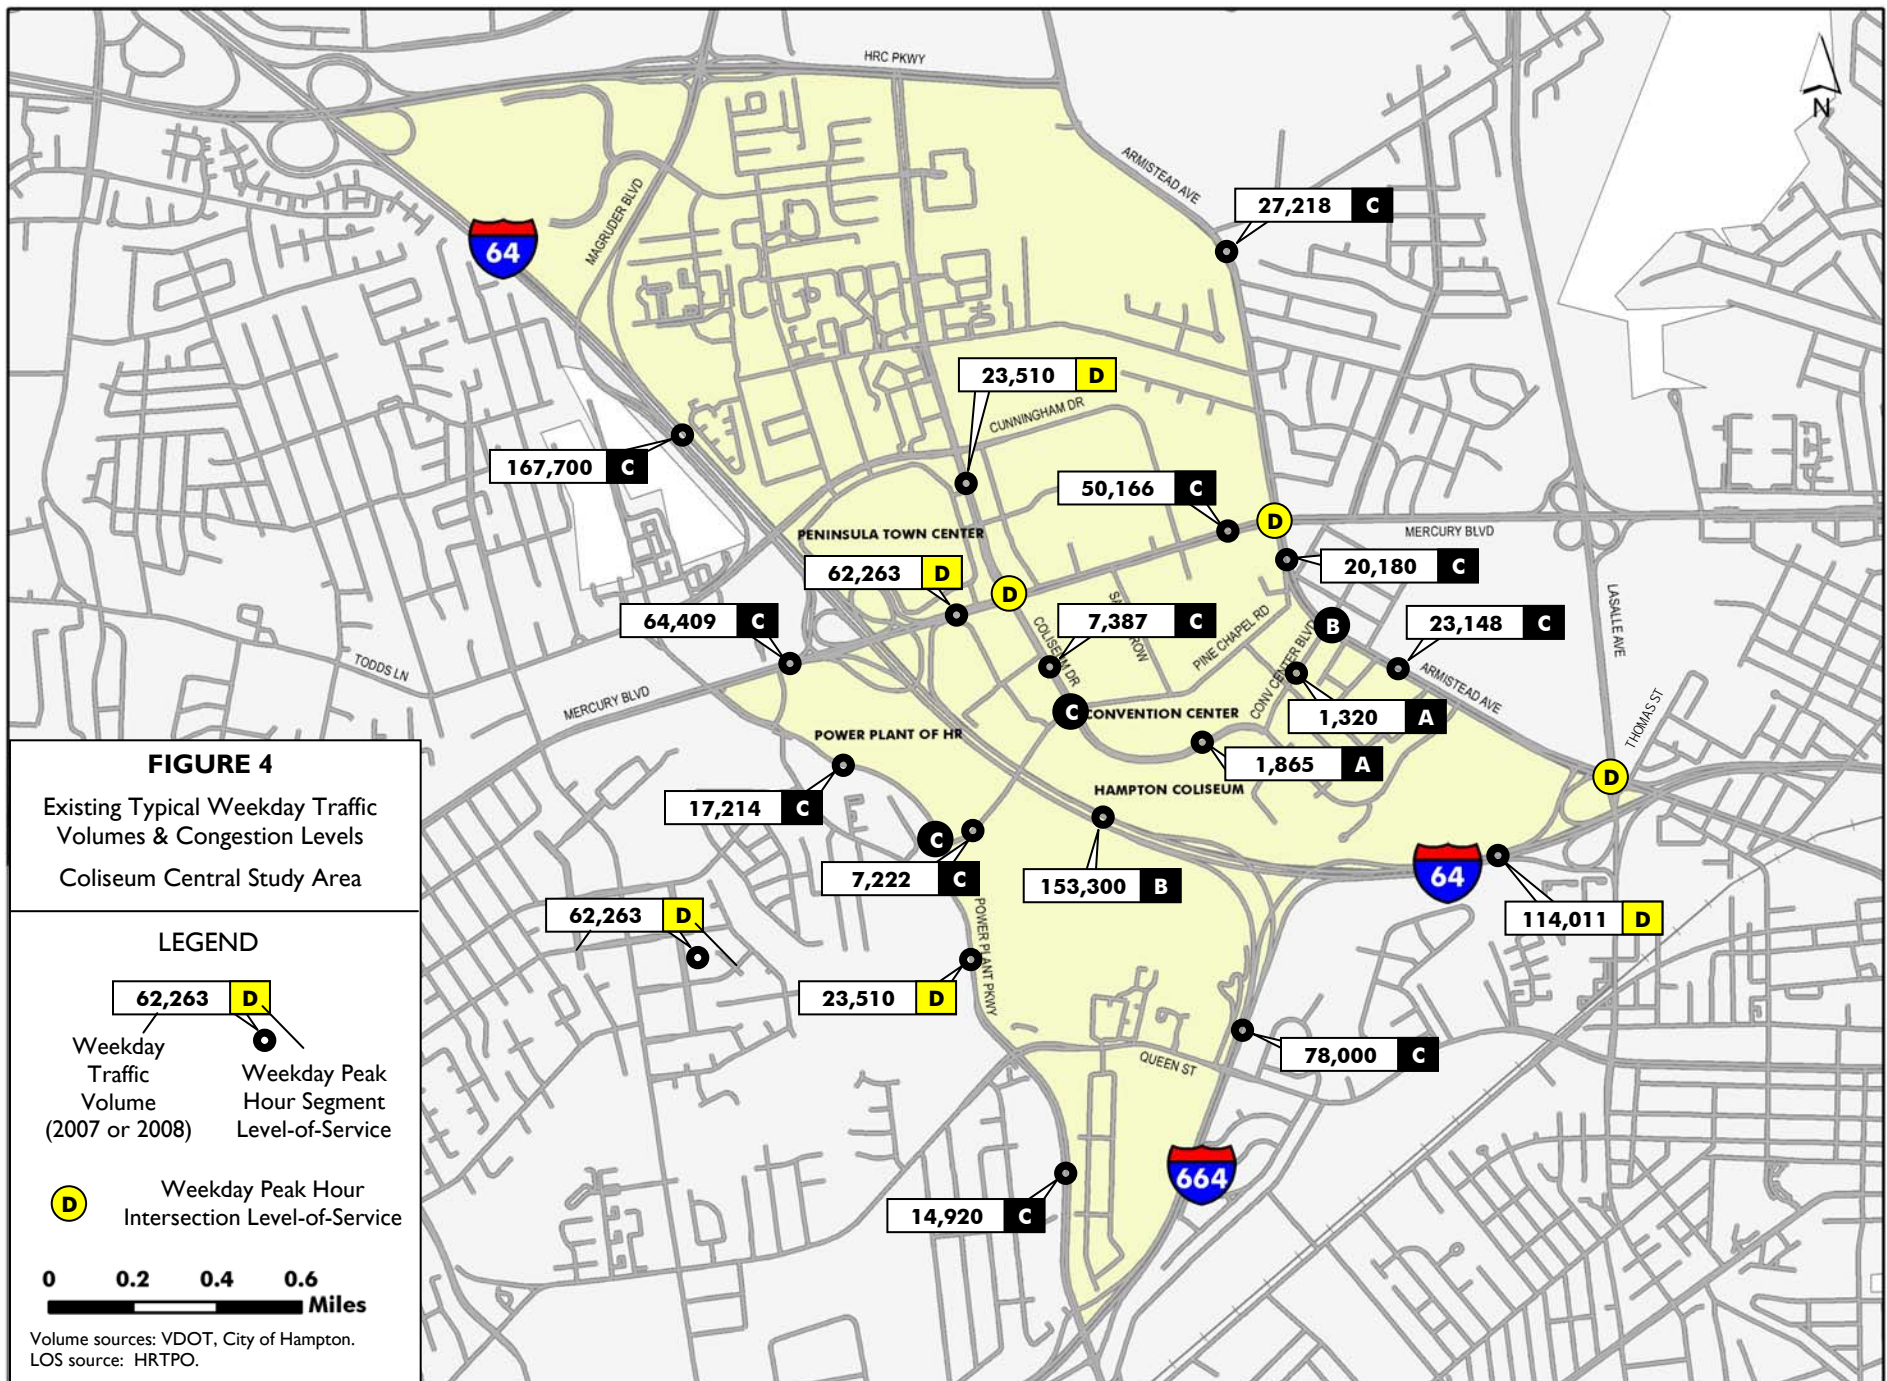 HRC PKWY
N
ARMISTEAD AVE
MAGRUDER BLVD
27,218 C
64
23,510 D
CUNNINGHAM DR
167,700 C
50,166 C
D
PENINSULA TOWN CENTER
MERCURY BLVD
62,263 D
20,180 C
D
64,409 C
7,387 C
LASALLE AVE
COLISEUM DR
ROW
PINE CHAPEL RD
CONV CENTER BLVD
B
23,148 C
TODDS LN
MERCURY BLVD
ARMISTEAD AVE
THOMAS ST
C
CONVENTION CENTER
1,320 A
POWER PLANT OF HR
1,865 A
D
HAMPTON COLISEUM
17,214 C
C
7,222 C
153,300 B
64
114,011 D
62,263 D
POWER PLANT PKWY
23,510 D
78,000 C
QUEEN ST
664
14,920 C
FIGURE 4
Existing Typical Weekday Traffic
Volumes & Congestion Levels
Coliseum Central Study Area
LEGEND
62,263 D
Weekday
Traffic
Volume
(2007 or 2008)
Weekday Peak
Hour Segment
Level-of-Service
D
Weekday Peak Hour
Intersection Level-of-Service
0 0.2 0.4 0.6
Miles
Volume sources: VDOT, City of Hampton.
LOS source: HRTPO.